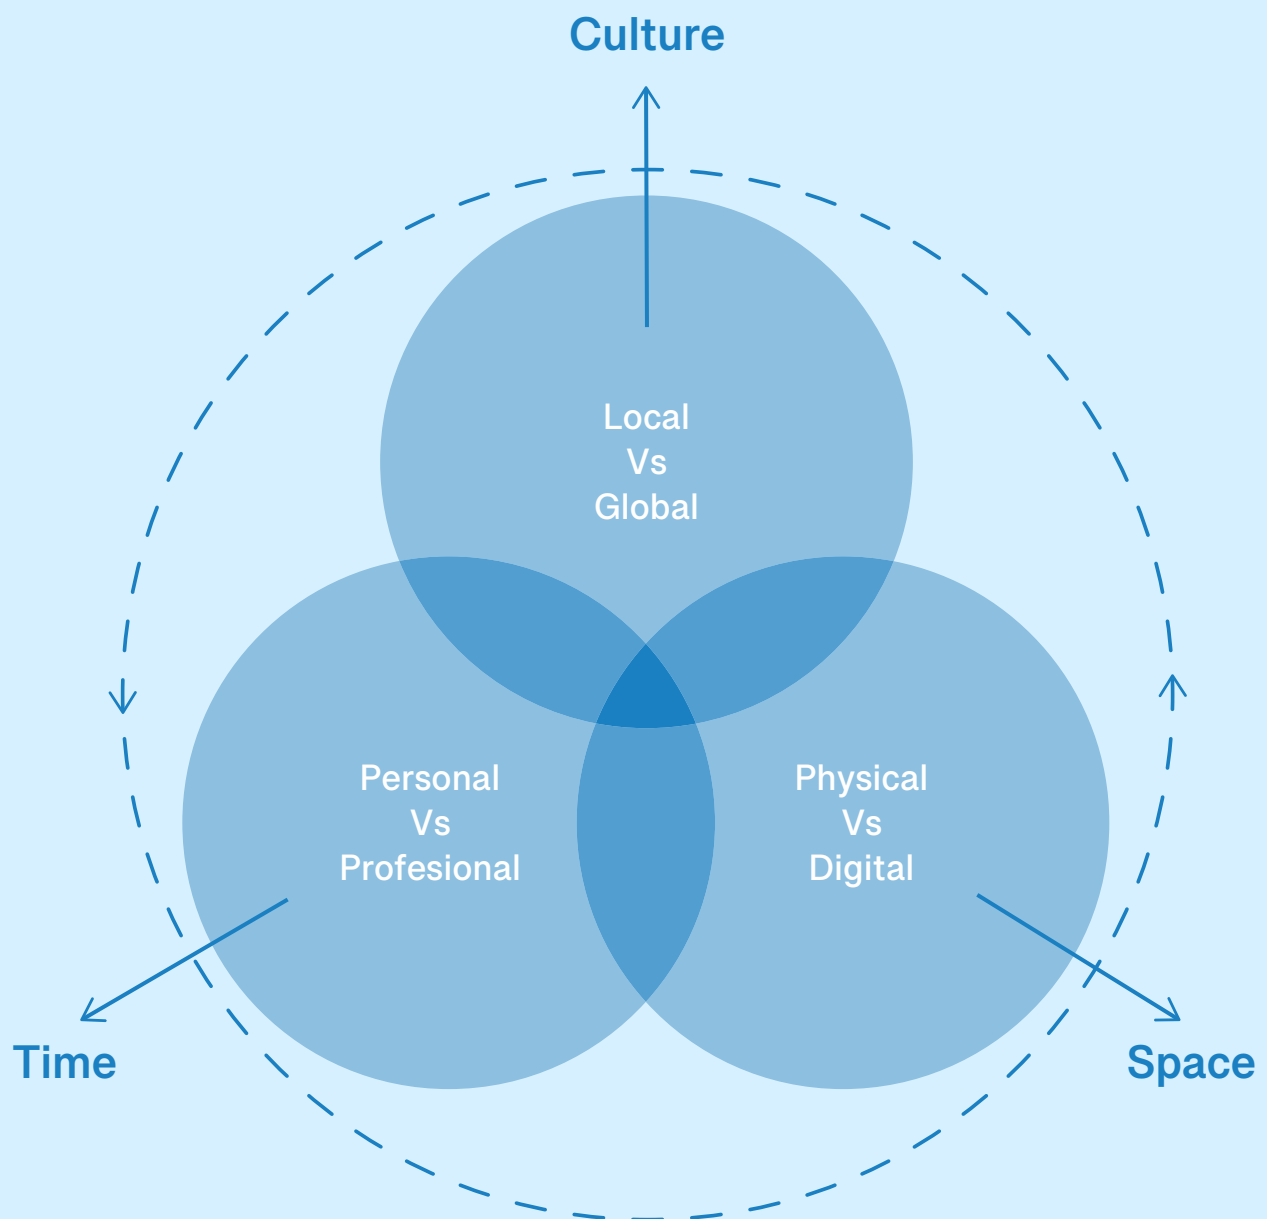 Culture
Local
Vs
Global
Personal
Vs
Profesional
Physical
Vs
Digital
Time
Space